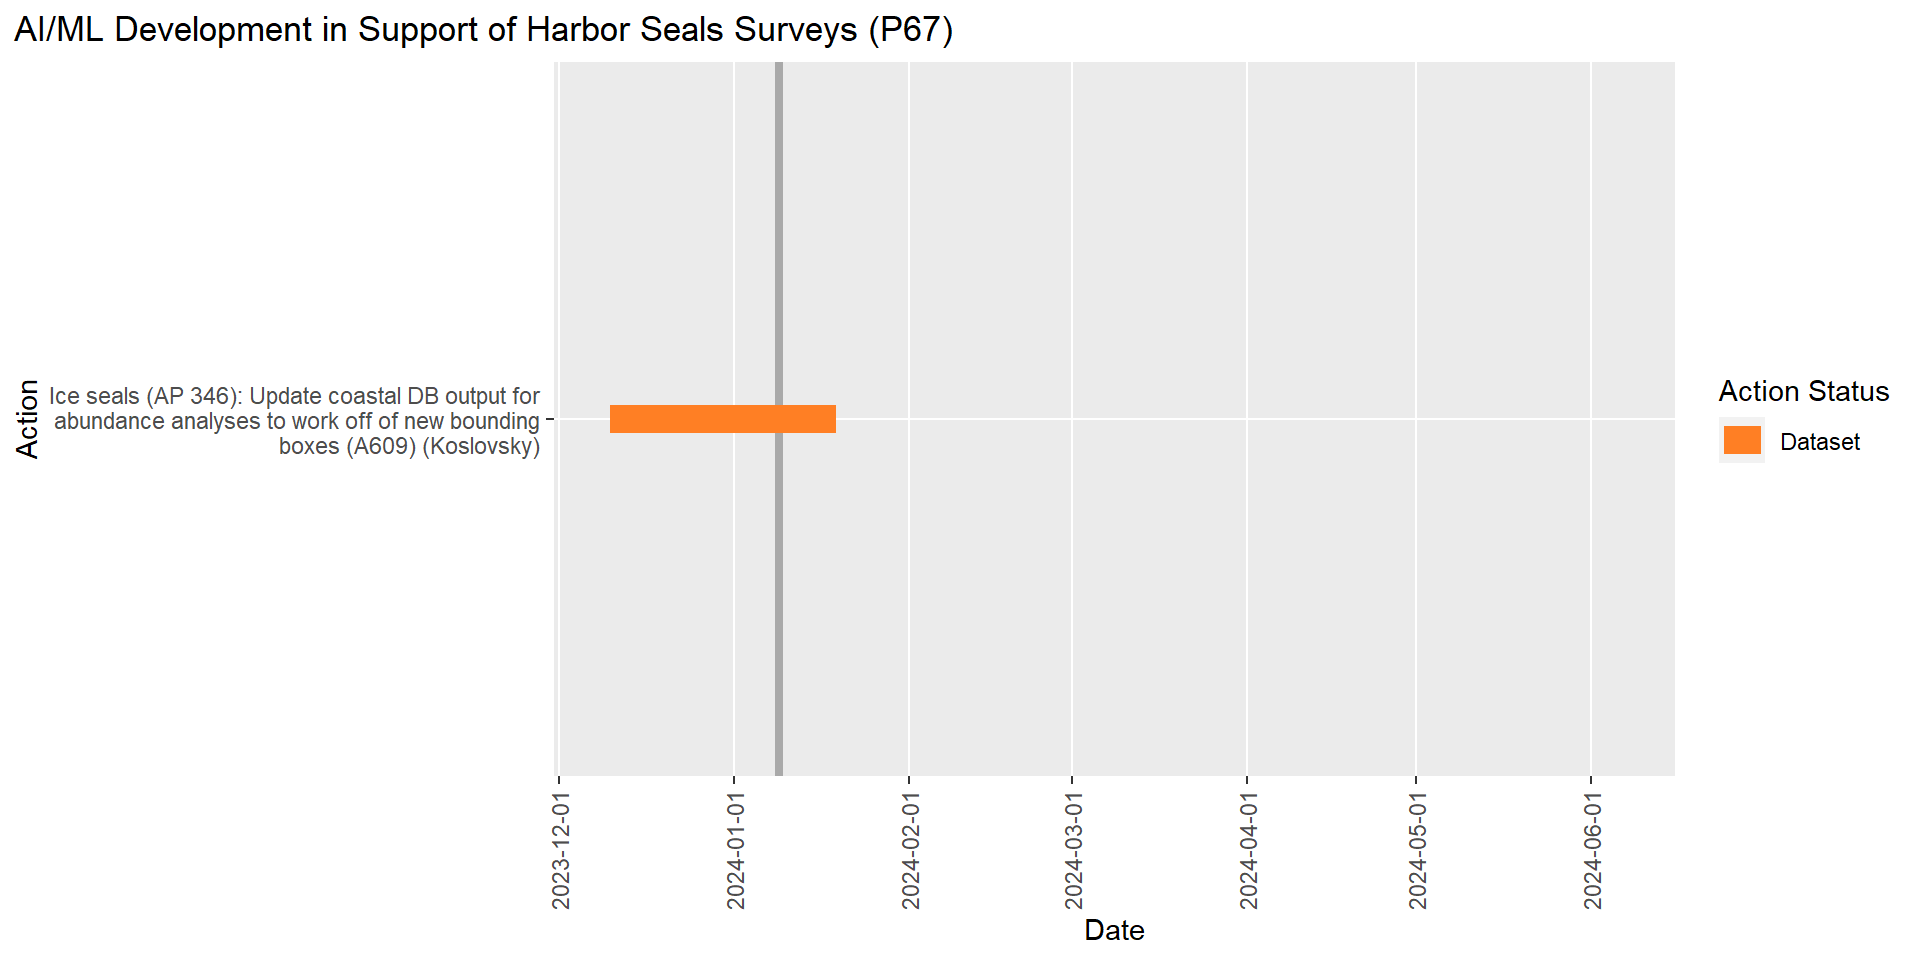 AI/ML Development in Support of Harbor Seals Surveys (P67)
Action
Ice seals (AP 346): Update coastal DB output for
abundance analyses to work off of new bounding
boxes (A609) (Koslovsky)
Action Status
Dataset
2023-12-01
2024-01-01
2024-02-01
2024-03-01
2024-04-01
2024-05-01
2024-06-01
Date